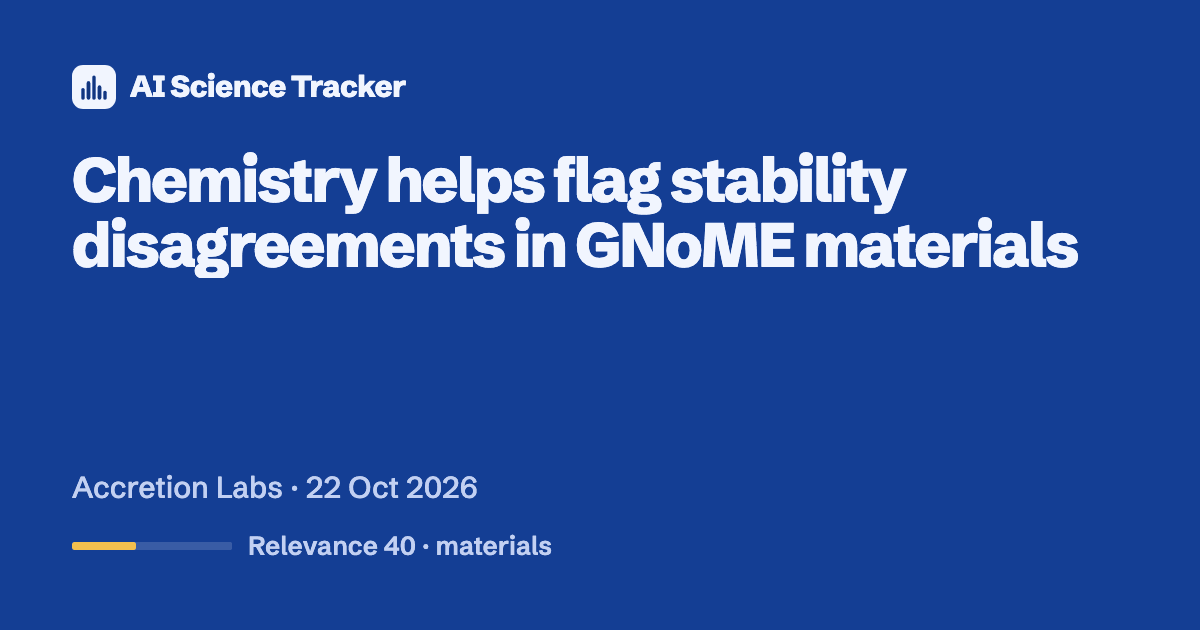 AI Science Tracker
Chemistry helps flag stability
disagreements in GNoME materials
Accretion Labs · 22 Oct 2026
Relevance 40 · materials